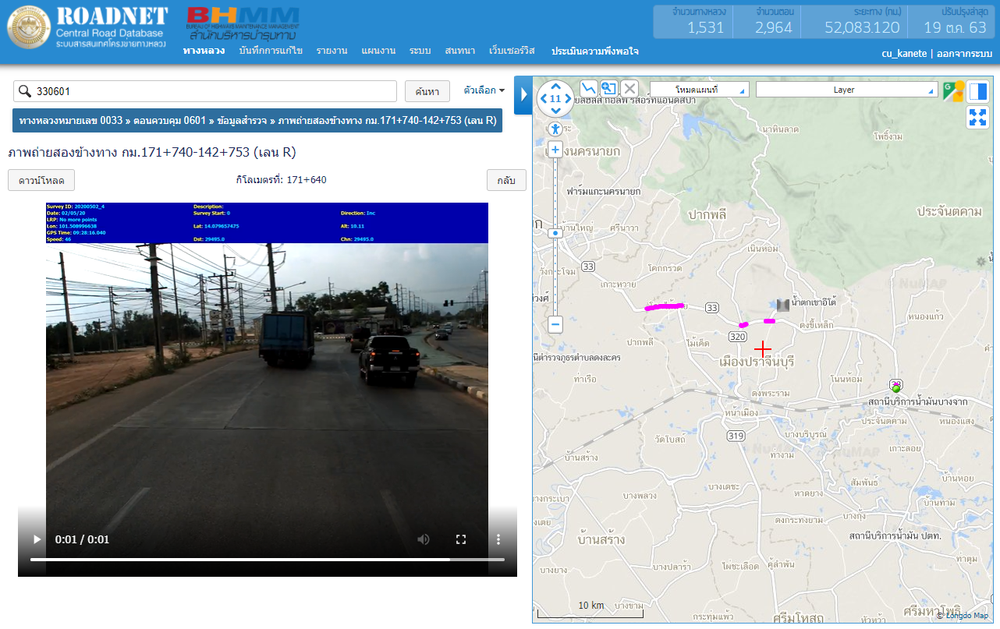 ROADNET
Central Road Database
ระบบสารสนเทศโครงข่ายทางหลวง
BHMM
BUREAU OF HIGHWAYS MAINTENANCE MANAGEMENT
สำนักบริหารบำรุงทาง
จำนวนทางหลวง
1,531
จำนวนตอน
2,964
ระยะทาง (กม.)
52,083.120
ปรับปรุงล่าสุด
19 ต.ค. 63
ทางหลวง บันทึกการแก้ไข รายงาน แผนงาน ระบบ สนทนา เว็บเซอร์วิส ประเมินความพึงพอใจ
cu_kanete | ออกจากระบบ
330601
ค้นหา
ตัวเลือก
ทางหลวงหมายเลข 0033 » ตอนควบคุม 0601 » ข้อมูลสำรวจ » ภาพถ่ายสองข้างทาง กม.171+740-142+753 (เลน R)
ภาพถ่ายสองข้างทาง กม.171+740-142+753 (เลน R)
ดาวน์โหลด
กิโลเมตรที่: 171+640
กลับ
Survey ID: 20200502_4
Description:
Date: 02/05/20
Survey Start: 0
Direction: Inc
LRP: No more points
Lon: 101.508996638
Lat: 14.079657475
Alt: 10.11
GPS Time: 09:28:16.040
Speed: 46
Dst: 29495.0
Chn: 29495.0
0:01 / 0:01
11
โหมดแผนที่
Layer
นาหินลาด
โพธิ์งาม
ฟาร์มแกะนครนายก
ปากพลี
ประจันตคาม
บ้านใหญ่
ศรีนาวา
เนินหอม
33
วังกระโจม
โคกกรวด
เกาะหวาย
NuMAP
น้ำตกเขาอีโต้
33
หนองแก้ว
ดงขี้เหล็ก
320
ปากพลี
ไม้เค็ด
เมืองปราจีนบุรี
ท่าเรือ
โนนห้อม
33
ดงพระราม
สถานีบริการน้ำมันบางจาก
หน้าเมือง
ประจันตคาม
หนองแสง
319
บางบริบูรณ์
วัดโบสถ์
บางงาม
NuMAP
NuMAP
เกาะลอย
บ้านสร้าง
บางเดชะ
สัมพันธ์
บ้านหอย
บางกระเบา
บางพลวง
หาดยาง
บ้านทาม
บางกุ้ง
บางเตย
ดงกระทงยาม
บ้านสร้าง
สถานีบริการน้ำมัน ปตท.
บางยาง
บางปลาร้า
ไผ่ชะเลือด
คู้ลำพัน
ท่าตูม
10 km
บางขาม
กระทุ่มแพ้ว
ศรีมโหสถ
หัวหว้า
ศรีมหาโพธิ
© Longdo Map